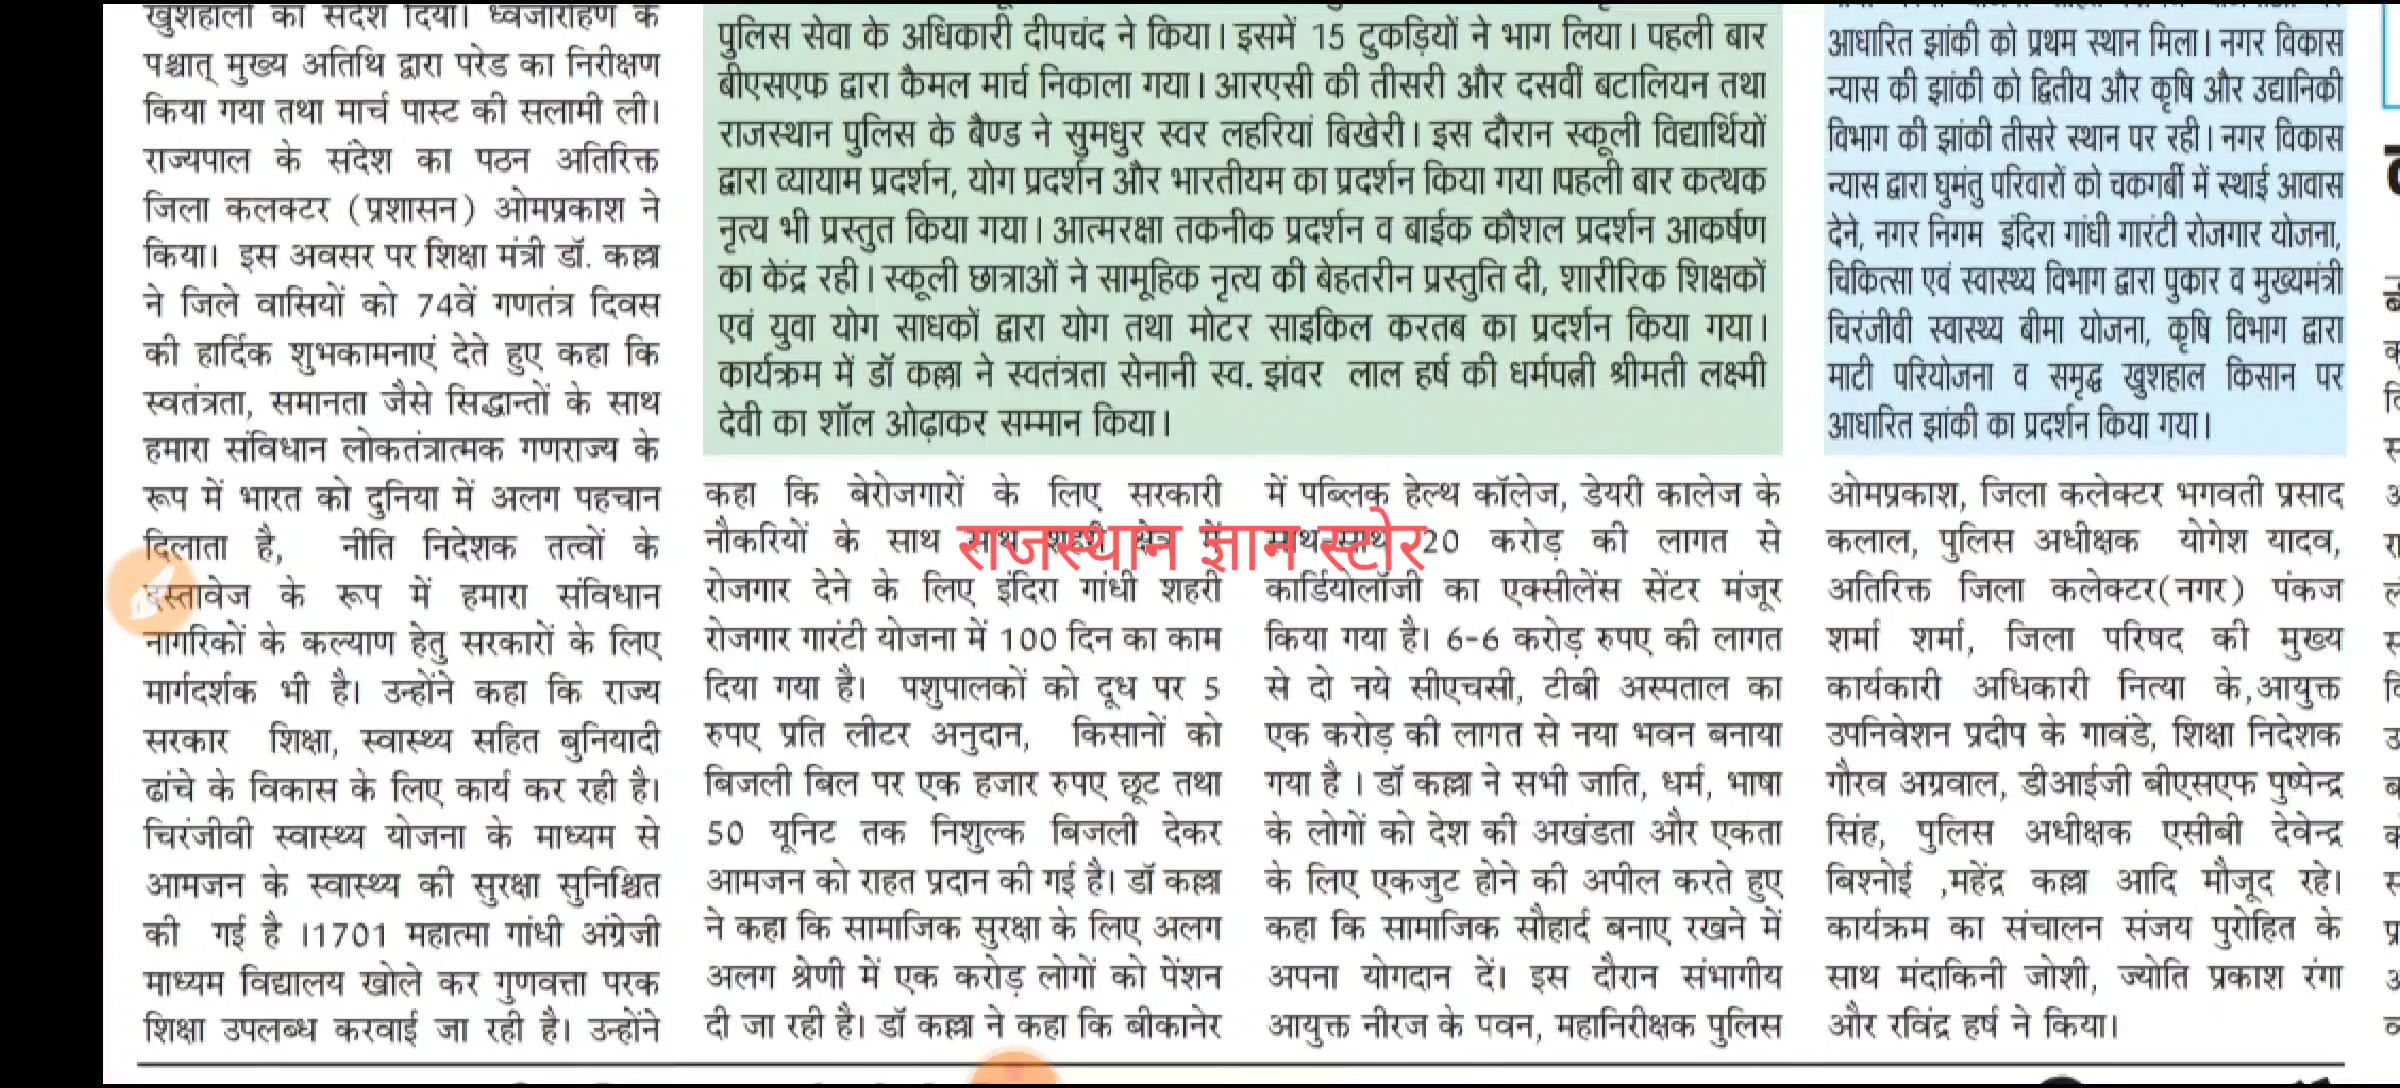 खुशहाली का संदेश दिया। ध्वजारोहण के
पश्चात् मुख्य अतिथि द्वारा परेड का निरीक्षण
किया गया तथा मार्च पास्ट की सलामी ली।
राज्यपाल के संदेश का पठन अतिरिक्त
जिला कलक्टर (प्रशासन) ओमप्रकाश ने
किया। इस अवसर पर शिक्षा मंत्री डॉ. कल्ला
ने जिले वासियों को 74वें गणतंत्र दिवस
की हार्दिक शुभकामनाएं देते हुए कहा कि
स्वतंत्रता, समानता जैसे सिद्धान्तों के साथ
हमारा संविधान लोकतंत्रात्मक गणराज्य के
रूप में भारत को दुनिया में अलग पहचान
दिलाता है, नीति निदेशक तत्वों के
दस्तावेज के रूप में हमारा संविधान
नागरिकों के कल्याण हेतु सरकारों के लिए
मार्गदर्शक भी है। उन्होंने कहा कि राज्य
सरकार शिक्षा, स्वास्थ्य सहित बुनियादी
ढांचे के विकास के लिए कार्य कर रही है।
चिरंजीवी स्वास्थ्य योजना के माध्यम से
आमजन के स्वास्थ्य की सुरक्षा सुनिश्चित
की गई है ।1701 महात्मा गांधी अंग्रेजी
माध्यम विद्यालय खोले कर गुणवत्ता परक
शिक्षा उपलब्ध करवाई जा रही है। उन्होंने
पुलिस सेवा के अधिकारी दीपचंद ने किया। इसमें 15 टुकड़ियों ने भाग लिया। पहली बार
बीएसएफ द्वारा कैमल मार्च निकाला गया। आरएसी की तीसरी और दसवीं बटालियन तथा
राजस्थान पुलिस के बैण्ड ने सुमधुर स्वर लहरियां बिखेरी। इस दौरान स्कूली विद्यार्थियों
द्वारा व्यायाम प्रदर्शन, योग प्रदर्शन और भारतीयम का प्रदर्शन किया गया।पहली बार कत्थक
नृत्य भी प्रस्तुत किया गया। आत्मरक्षा तकनीक प्रदर्शन व बाईक कौशल प्रदर्शन आकर्षण
का केंद्र रही। स्कूली छात्राओं ने सामूहिक नृत्य की बेहतरीन प्रस्तुति दी, शारीरिक शिक्षकों
एवं युवा योग साधकों द्वारा योग तथा मोटर साइकिल करतब का प्रदर्शन किया गया।
कार्यक्रम में डॉ कल्ला ने स्वतंत्रता सेनानी स्व. झंवर लाल हर्ष की धर्मपत्नी श्रीमती लक्ष्मी
देवी का शॉल ओढ़ाकर सम्मान किया।
आधारित झांकी को प्रथम स्थान मिला। नगर विकास
न्यास की झांकी को द्वितीय और कृषि और उद्यानिकी
विभाग की झांकी तीसरे स्थान पर रही। नगर विकास
न्यास द्वारा घुमंतु परिवारों को चकगर्बी में स्थाई आवास
देने, नगर निगम इंदिरा गांधी गारंटी रोजगार योजना,
चिकित्सा एवं स्वास्थ्य विभाग द्वारा पुकार व मुख्यमंत्री
चिरंजीवी स्वास्थ्य बीमा योजना, कृषि विभाग द्वारा
माटी परियोजना व समृद्ध खुशहाल किसान पर
आधारित झांकी का प्रदर्शन किया गया।
कहा कि बेरोजगारों के लिए सरकारी
नौकरियों के साथ साथ शहरी क्षेत्र में
रोजगार देने के लिए इंदिरा गांधी शहरी
रोजगार गारंटी योजना में 100 दिन का काम
दिया गया है। पशुपालकों को दूध पर 5
रुपए प्रति लीटर अनुदान, किसानों को
बिजली बिल पर एक हजार रुपए छूट तथा
50 यूनिट तक निशुल्क बिजली देकर
आमजन को राहत प्रदान की गई है। डॉ कल्ला
ने कहा कि सामाजिक सुरक्षा के लिए अलग
अलग श्रेणी में एक करोड़ लोगों को पेंशन
दी जा रही है। डॉ कल्ला ने कहा कि बीकानेर
में पब्लिक हेल्थ कॉलेज, डेयरी कालेज के
साथ-साथ 20 करोड़ की लागत से
कार्डियोलॉजी का एक्सीलेंस सेंटर मंजूर
किया गया है। 6-6 करोड़ रुपए की लागत
से दो नये सीएचसी, टीबी अस्पताल का
एक करोड़ की लागत से नया भवन बनाया
गया है । डॉ कल्ला ने सभी जाति, धर्म, भाषा
के लोगों को देश की अखंडता और एकता
के लिए एकजुट होने की अपील करते हुए
कहा कि सामाजिक सौहार्द बनाए रखने में
अपना योगदान दें। इस दौरान संभागीय
आयुक्त नीरज के पवन, महानिरीक्षक पुलिस
ओमप्रकाश, जिला कलेक्टर भगवती प्रसाद
कलाल, पुलिस अधीक्षक योगेश यादव,
अतिरिक्त जिला कलेक्टर(नगर) पंकज
शर्मा शर्मा, जिला परिषद की मुख्य
कार्यकारी अधिकारी नित्या के,आयुक्त
उपनिवेशन प्रदीप के गावंडे, शिक्षा निदेशक
गौरव अग्रवाल, डीआईजी बीएसएफ पुष्पेन्द्र
सिंह, पुलिस अधीक्षक एसीबी देवेन्द्र
बिश्नोई ,महेंद्र कल्ला आदि मौजूद रहे।
कार्यक्रम का संचालन संजय पुरोहित के
साथ मंदाकिनी जोशी, ज्योति प्रकाश रंगा
और रविंद्र हर्ष ने किया।
राजस्थान ज्ञान स्टोर